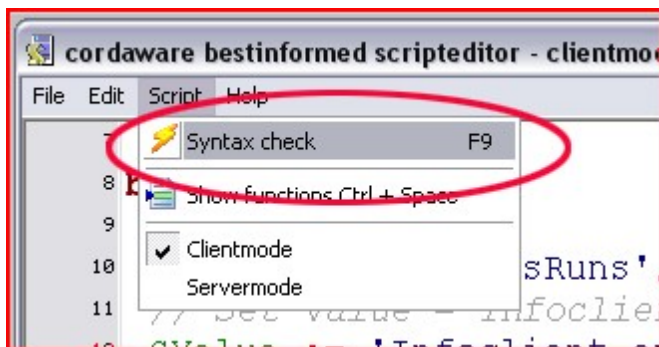 cordaware bestinformed scripteditor - clientmo
File Edit Script Help
7
Syntax check F9
8 b
Show functions Ctrl + Space
9
Clientmode
10 sRuns'
Servermode
11 // Set value = Infoclie